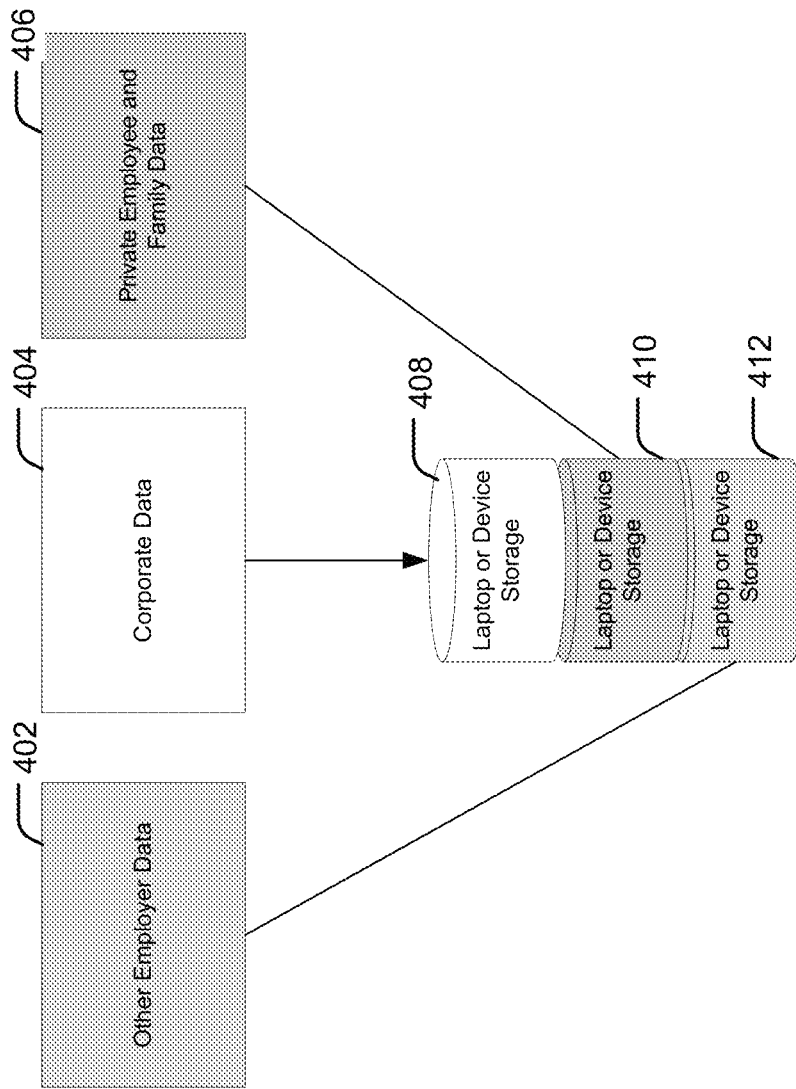 402
Other Employer Data
404
Corporate Data
406
Private Employee and
Family Data
408
Laptop or Device
Storage
410
Laptop or Device
Storage
412
Laptop or Device
Storage